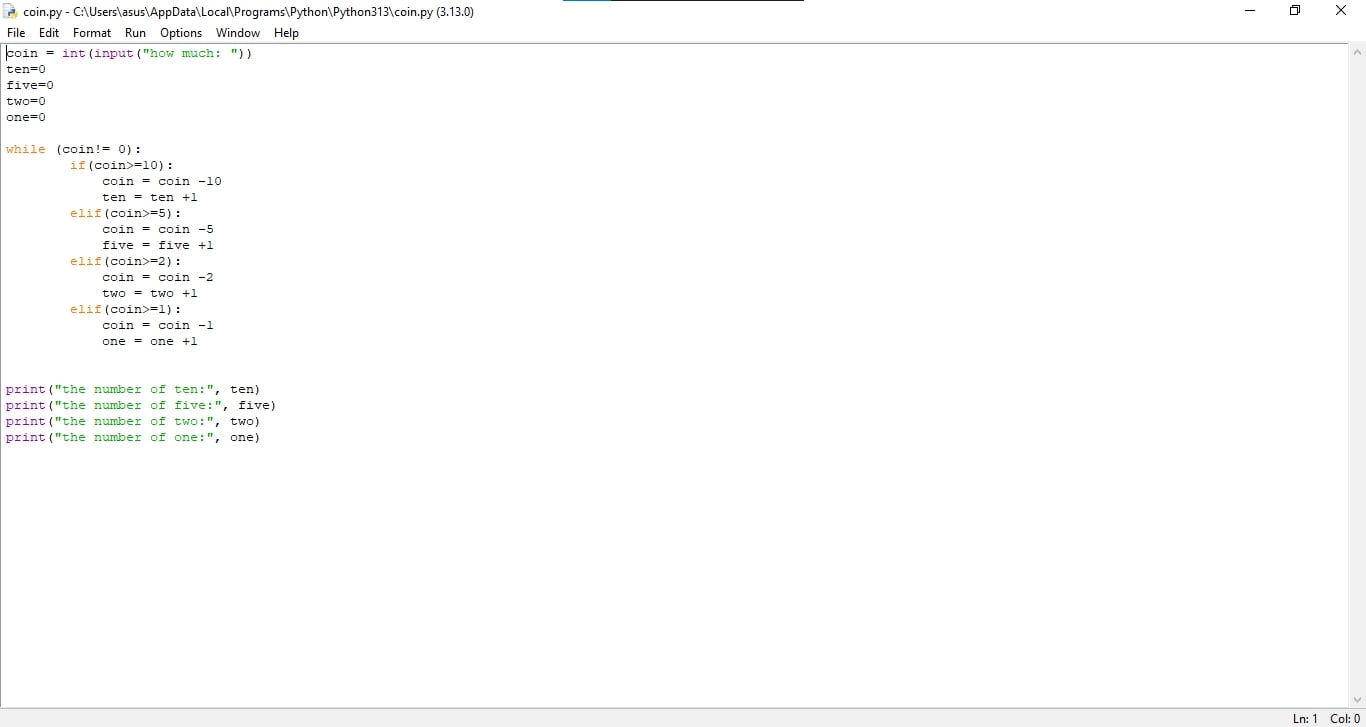 coin.py - C:\Users\asus\AppData\Local\Programs\Python\Python313\coin.py (3.13.0)
File Edit Format Run Options Window Help
coin = int(input("how much: "))
ten=0
five=0
two=0
one=0
while (coin!= 0):
        if(coin>=10):
            coin = coin -10
            ten = ten +1
        elif(coin>=5):
            coin = coin -5
            five = five +1
        elif(coin>=2):
            coin = coin -2
            two = two +1
        elif(coin>=1):
            coin = coin -1
            one = one +1
print("the number of ten:", ten)
print("the number of five:", five)
print("the number of two:", two)
print("the number of one:", one)
Ln: 1 Col: 0